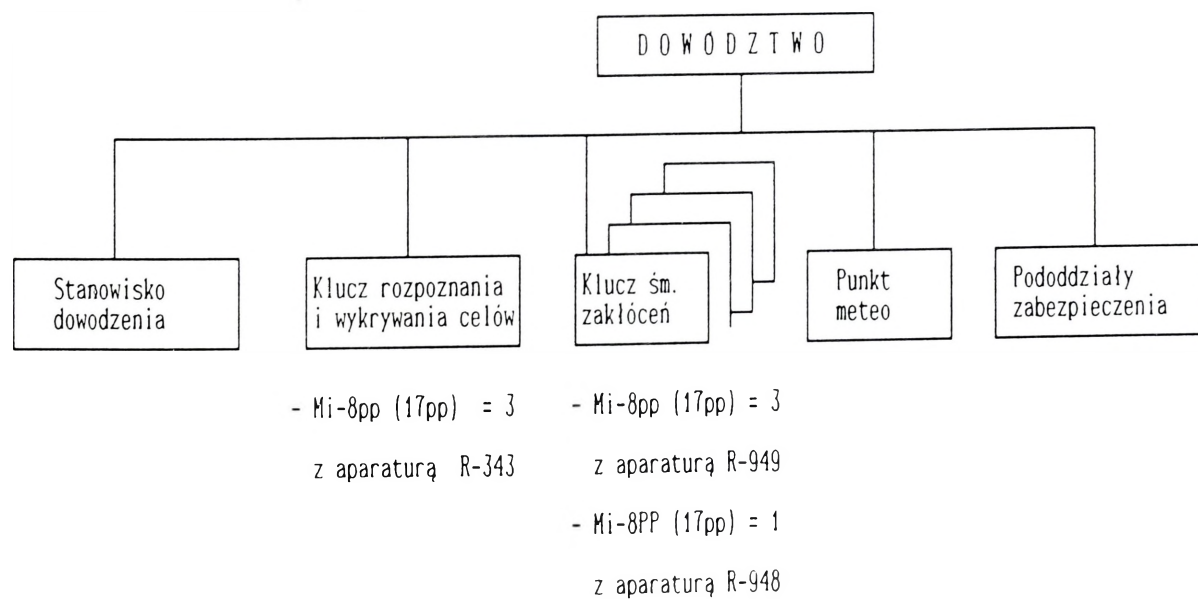 DOWÓDZTWO
Stanowisko
dowodzenia
Klucz rozpoznania
i wykrywania celów
Klucz śm.
zakłóceń
Punkt
meteo
Pododdziały
zabezpieczenia
- Mi-8pp (17pp) = 3
z aparaturą R-343
- Mi-8pp (17pp) = 3
z aparaturą R-949
- Mi-8PP (17pp) = 1
z aparaturą R-948